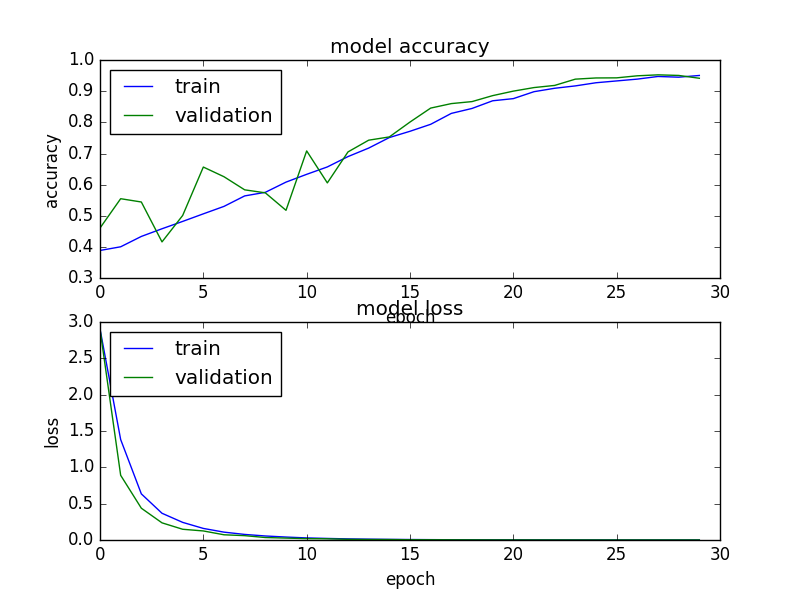 model accuracy
1.0
0.9
0.8
0.7
0.6
0.5
0.4
0.3
accuracy
train
validation
0 5 10 15 20 25 30
epoch
model loss
3.0
2.5
2.0
1.5
1.0
0.5
0.0
loss
train
validation
0 5 10 15 20 25 30
epoch